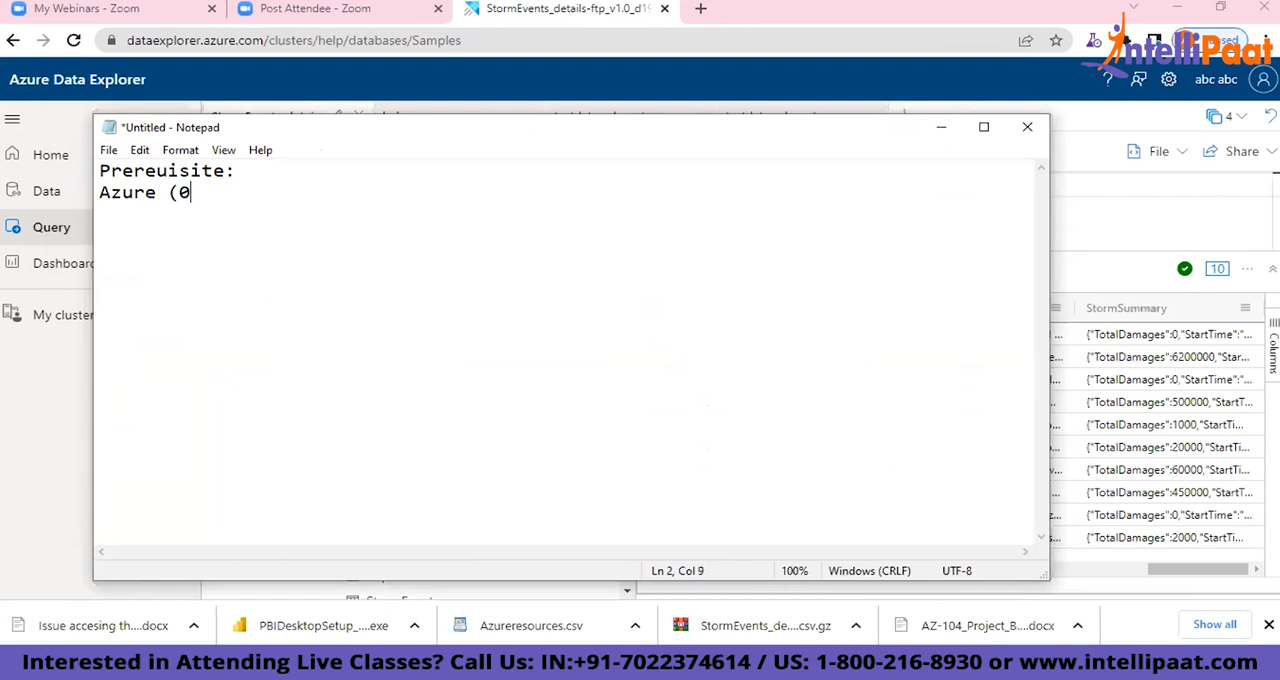 My Webinars - Zoom
Post Attendee - Zoom
StormEvents_details-ftp_v1.0_d19
dataexplorer.azure.com/clusters/help/databases/Samples
IntelliPaat
Azure Data Explorer
abc abc
*Untitled - Notepad
4
File Edit Format View Help
Home
Data
Query
Dashboard
My cluster
File
Share
Prereuisite:
Azure (0
10
StormSummary
{"TotalDamages":0,"StartTime":"...
{"TotalDamages":6200000,"Star...
{"TotalDamages":0,"StartTime":"...
{"TotalDamages":500000,"StartT...
{"TotalDamages":1000,"StartTi...
{"TotalDamages":20000,"StartTi...
{"TotalDamages":60000,"StartTi...
{"TotalDamages":450000,"StartT...
{"TotalDamages":0,"StartTime":"...
{"TotalDamages":2000,"StartTi...
Columns
Ln 2, Col 9
100%
Windows (CRLF)
UTF-8
Issue accesing th....docx
PBIDesktopSetup_....exe
Azureresources.csv
StormEvents_de....csv.gz
AZ-104_Project_B....docx
Show all
Interested in Attending Live Classes? Call Us: IN:+91-7022374614 / US: 1-800-216-8930 or www.intellipaat.com